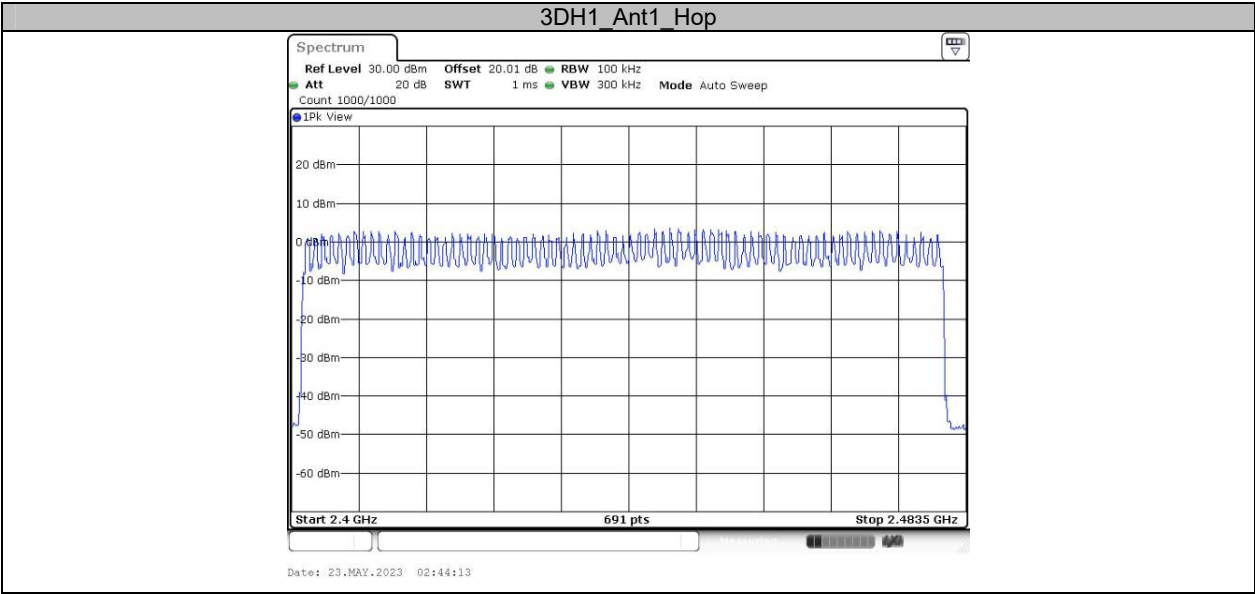 3DH1_Ant1_Hop
Spectrum
Ref Level 30.00 dBm Offset 20.01 dB RBW 100 kHz
Att 20 dB SWT 1 ms VBW 300 kHz Mode Auto Sweep
Count 1000/1000
1Pk View
20 dBm
10 dBm
0 dBm
-10 dBm
-20 dBm
-30 dBm
-40 dBm
-50 dBm
-60 dBm
Start 2.4 GHz 691 pts Stop 2.4835 GHz
Measuring
Date: 23.MAY.2023 02:44:13